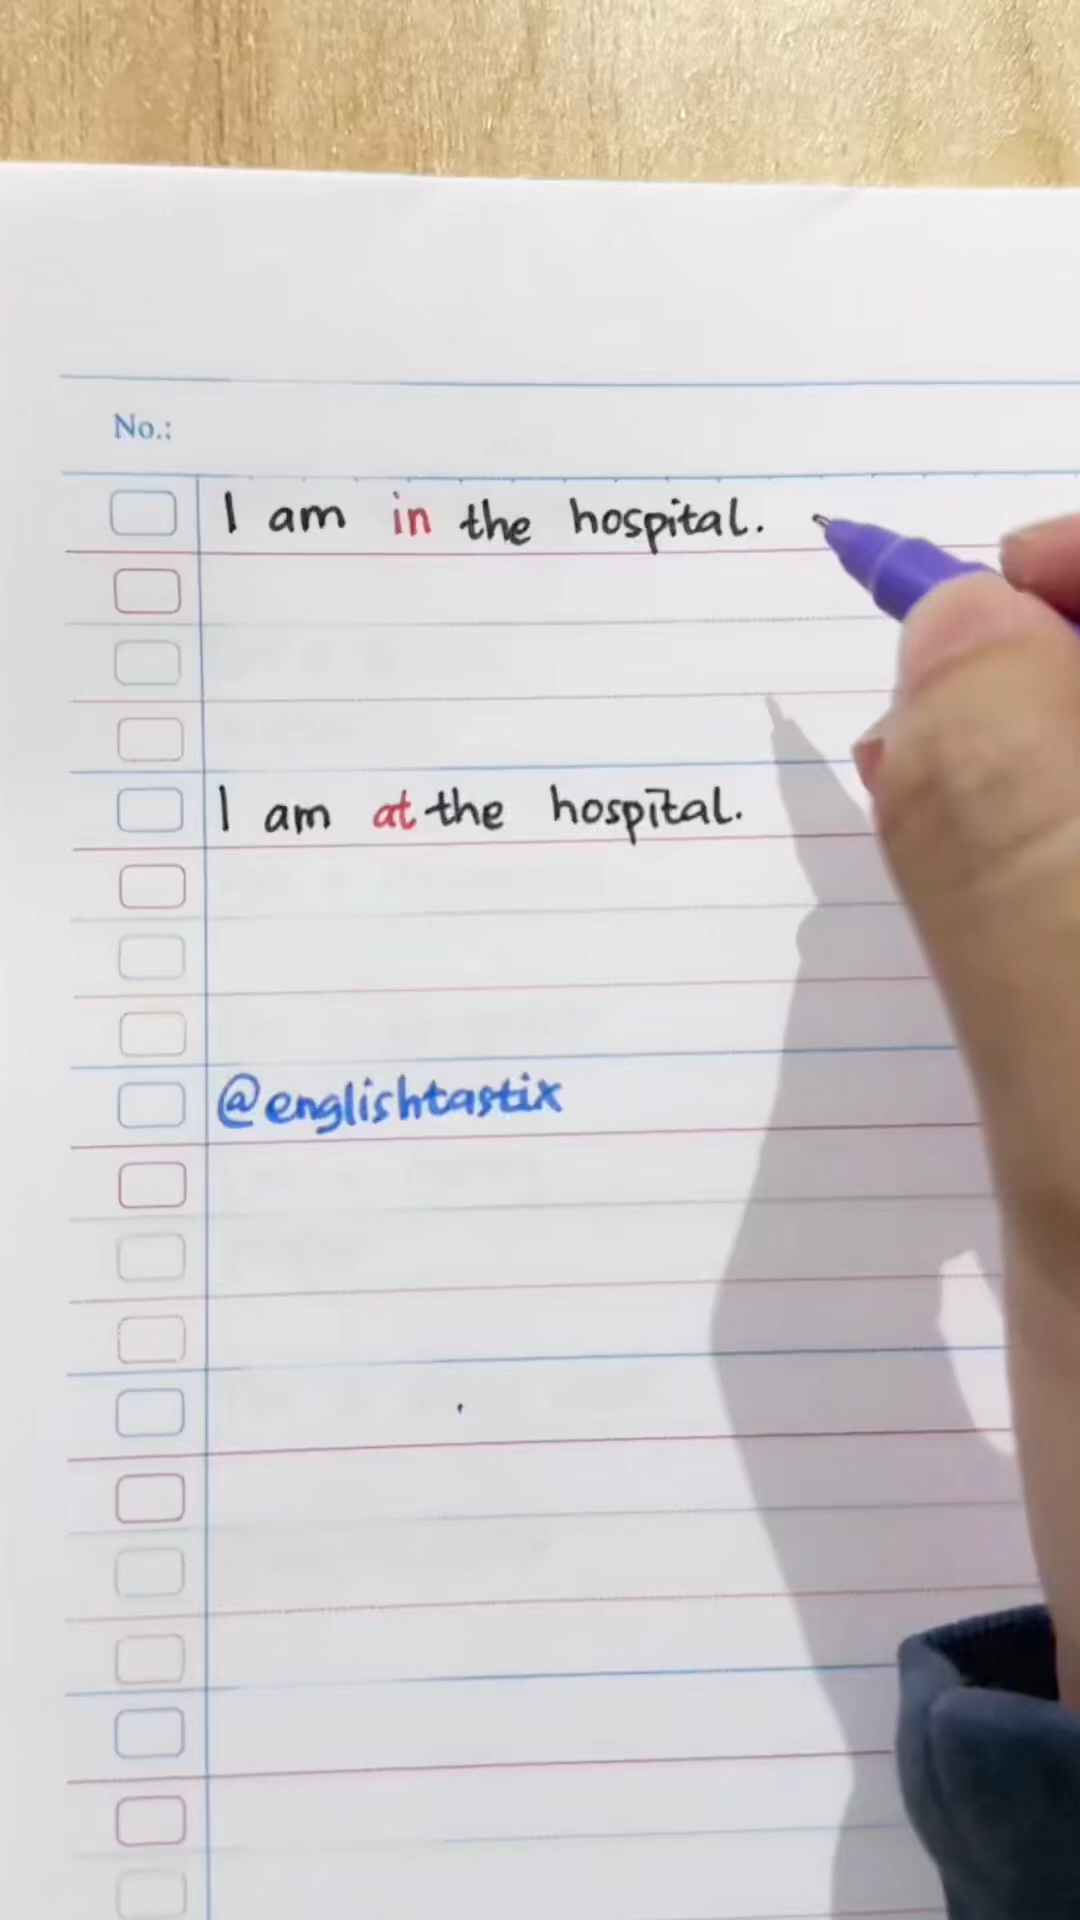 No.:
I am in the hospital.
I am at the hospital.
@englishtastix